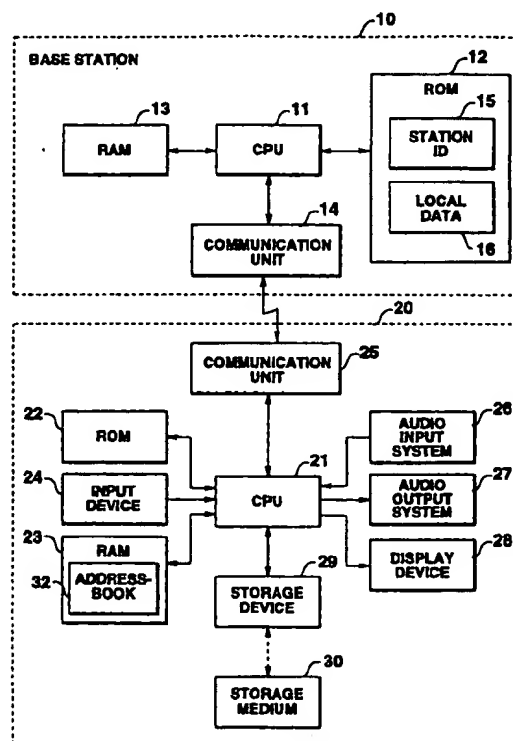 10
BASE STATION
12
ROM
13
RAM
11
CPU
15
STATION
ID
14
COMMUNICATION
UNIT
LOCAL
DATA
16
20
COMMUNICATION
UNIT
25
22
ROM
21
CPU
26
AUDIO
INPUT
SYSTEM
24
INPUT
DEVICE
27
AUDIO
OUTPUT
SYSTEM
23
RAM
32
ADDRESS-
BOOK
28
DISPLAY
DEVICE
29
STORAGE
DEVICE
30
STORAGE
MEDIUM